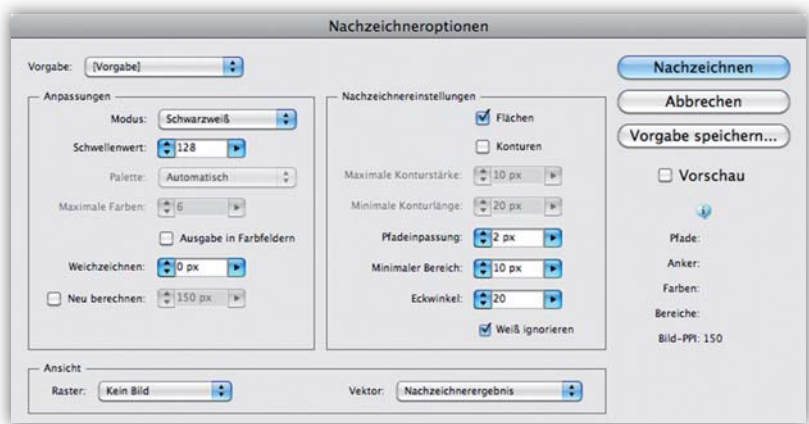 Nachzeichneroptionen
Vorgabe: [Vorgabe]
Anpassungen
Modus: Schwarzweiß
Schwellenwert: 128
Palette: Automatisch
Maximale Farben: 6
Ausgabe in Farbfeldern
Weichzeichnen: 0 px
Neu berechnen: 150 px
Nachzeichnereinstellungen
Flächen
Konturen
Maximale Konturstärke: 10 px
Minimale Konturlänge: 20 px
Pfadeinpassung: 2 px
Minimaler Bereich: 10 px
Eckwinkel: 20
Weiß ignorieren
Nachzeichnen
Abbrechen
Vorgabe speichern...
Vorschau
Pfade:
Anker:
Farben:
Bereiche:
Bild-PPI: 150
Ansicht
Raster: Kein Bild
Vektor: Nachzeichnerergebnis